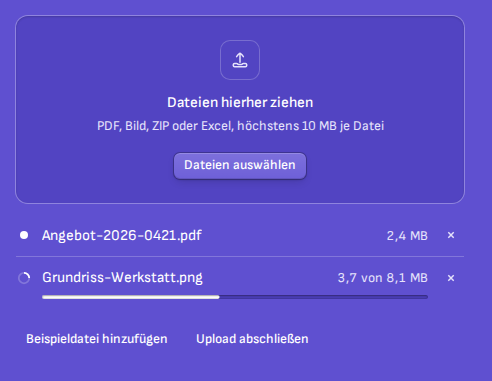 Dateien hierher ziehen
PDF, Bild, ZIP oder Excel, höchstens 10 MB je Datei
Dateien auswählen
Angebot-2026-0421.pdf 2,4 MB ×
Grundriss-Werkstatt.png 3,7 von 8,1 MB ×
Beispieldatei hinzufügen Upload abschließen